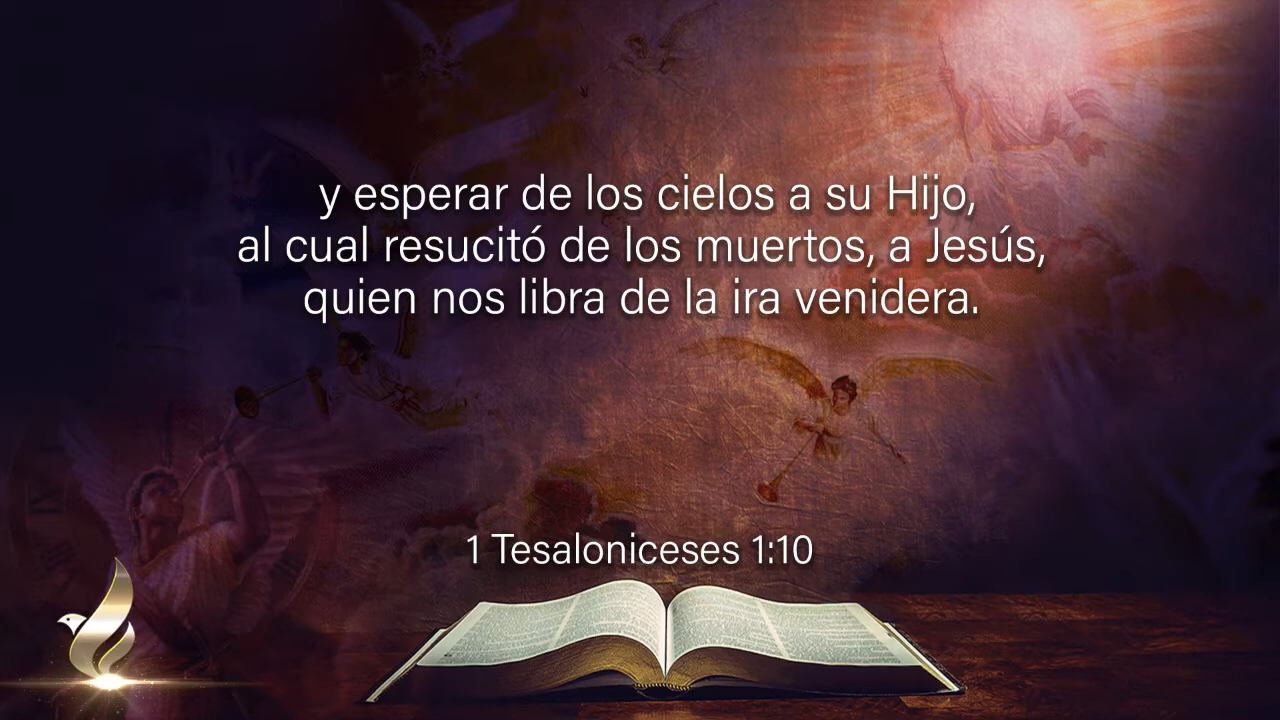 y esperar de los cielos a su Hijo,
al cual resucitó de los muertos, a Jesús,
quien nos libra de la ira venidera.
1 Tesaloniceses 1:10